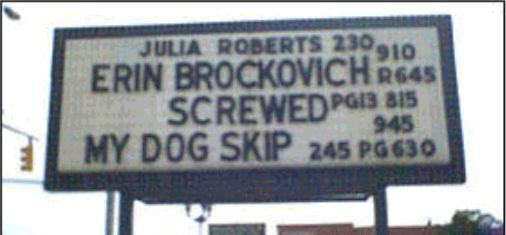 JULIA ROBERTS 230 910
ERIN BROCKOVICH R645
SCREWED PG13 815
945
MY DOG SKIP 245 PG630